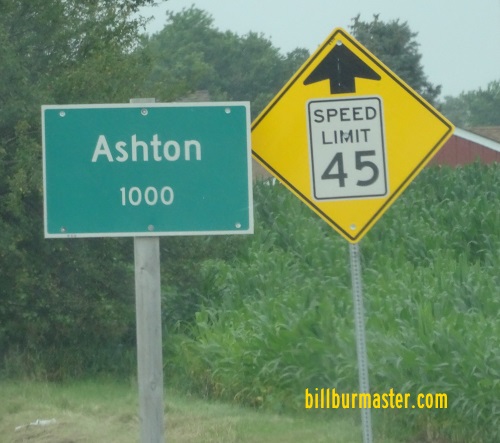 Ashton
1000
SPEED
LIMIT
45
billburmaster.com